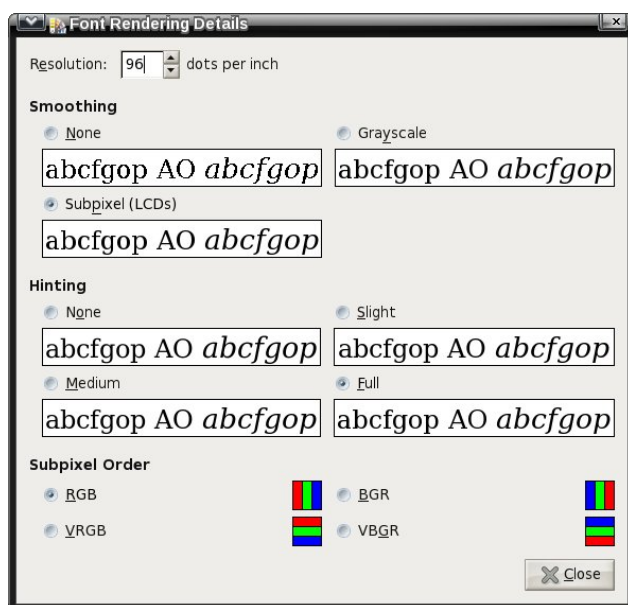 Font Rendering Details
Resolution: 96 dots per inch
Smoothing
None Grayscale
abcfgop AO abcfgop abcfgop AO abcfgop
Subpixel (LCDs)
abcfgop AO abcfgop
Hinting
None Slight
abcfgop AO abcfgop abcfgop AO abcfgop
Medium Full
abcfgop AO abcfgop abcfgop AO abcfgop
Subpixel Order
RGB BGR
VRGB VBGR
Close